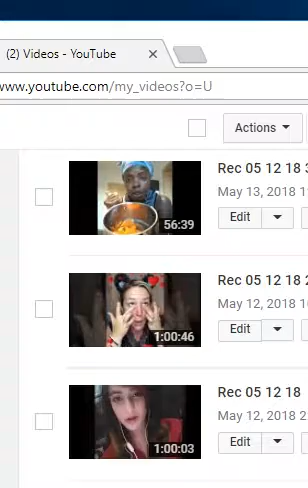 (2) Videos - YouTube
www.youtube.com/my_videos?o=U
Actions
56:39
Rec 05 12 18
May 13, 2018
Edit
1:00:46
Rec 05 12 18
May 12, 2018
Edit
1:00:03
Rec 05 12 18
May 12, 2018 2
Edit